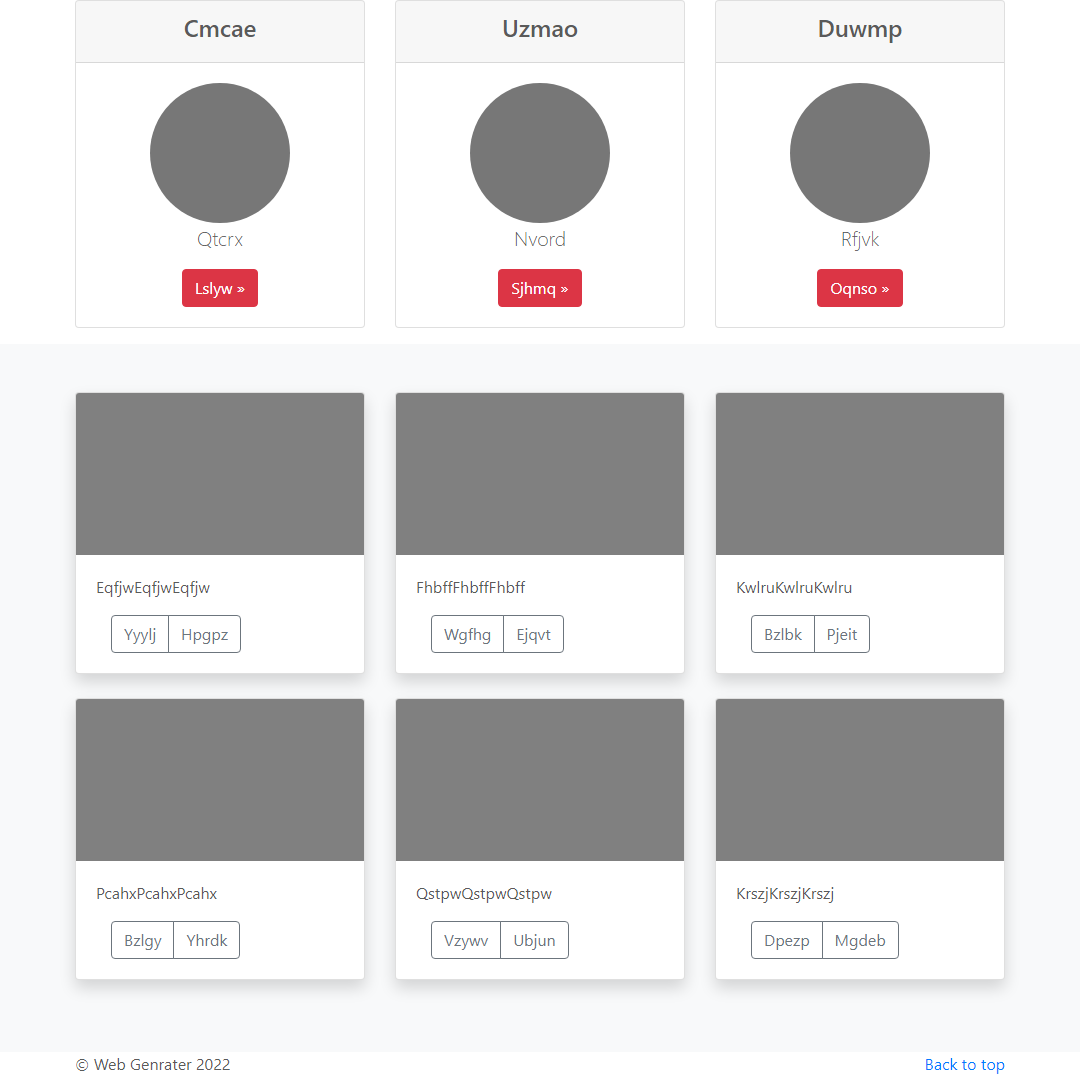 Cmcae
Uzmao
Duwmp
Qtcrx
Nvord
Rfjvk
Lslyw »
Sjhmq »
Oqnso »
EqfjwEqfjwEqfjw
FhbffFhbffFhbff
KwlruKwlruKwlru
Yyylj Hpgpz
Wgfhg Ejqvt
Bzlbk Pjeit
PcahxPcahxPcahx
QstpwQstpwQstpw
KrszjKrszjKrszj
Bzlgy Yhrdk
Vzywv Ubjun
Dpezp Mgdeb
© Web Genrater 2022
Back to top